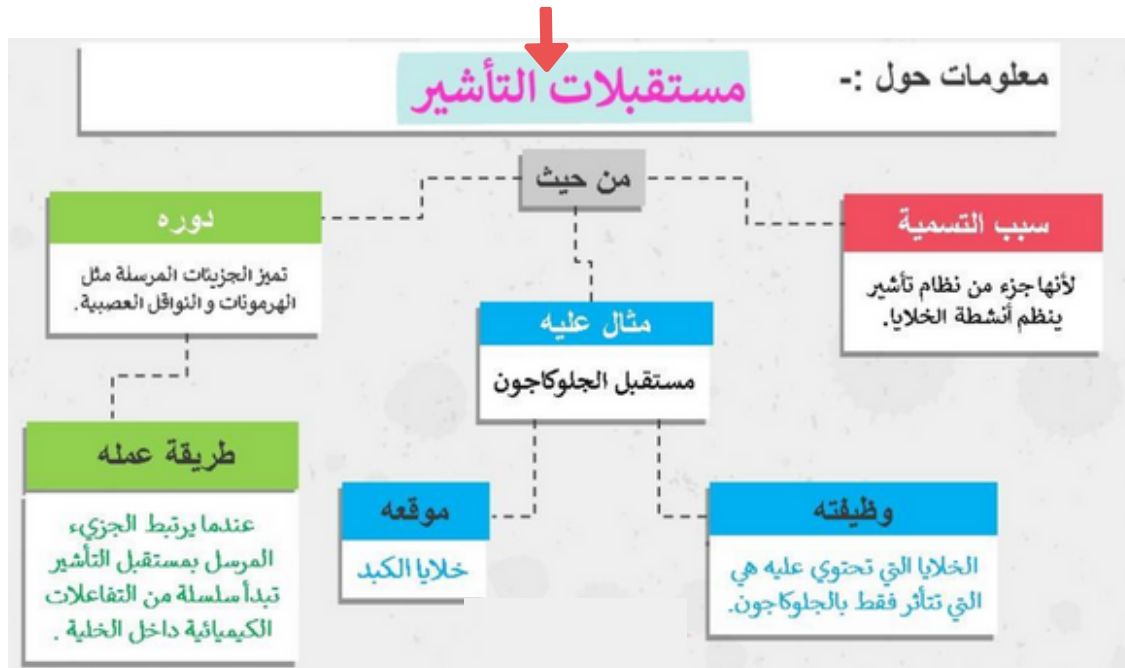 معلومات حول :-
مستقبلات التأشير
من حيث
سبب التسمية
لأنها جزء من نظام تأشير
ينظم أنشطة الخلايا.
مثال عليه
مستقبل الجلوكاجون
وظيفته
الخلايا التي تحتوي عليه هي
التي تتأثر فقط بالجلوكاجون.
موقعه
خلايا الكبد
دوره
تميز الجزيئات المرسلة مثل
الهرمونات و النواقل العصبية.
طريقة عمله
عندما يرتبط الجزيء
المرسل بمستقبل التأشير
تبدأ سلسلة من التفاعلات
الكيميائية داخل الخلية .